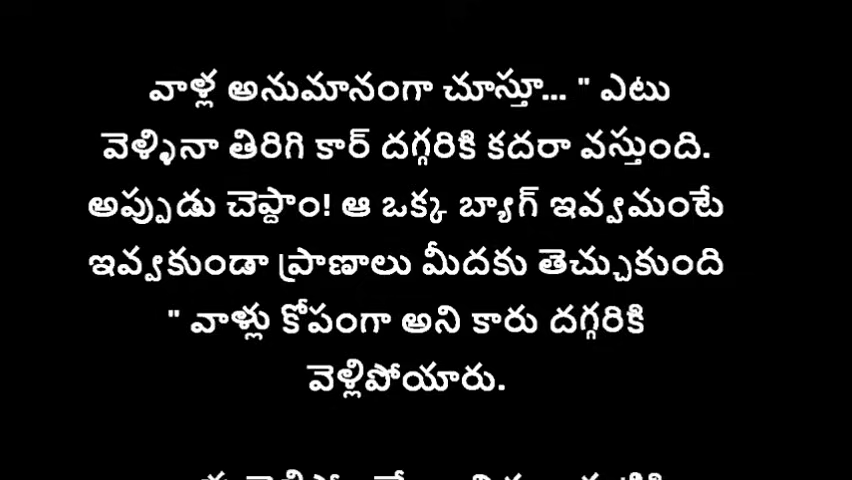 వాళ్ల అనుమానంగా చూస్తూ... " ఎటు
వెళ్ళినా తిరిగి కార్ దగ్గరికి కదరా వస్తుంది.
అప్పుడు చెప్దాం! ఆ ఒక్క బ్యాగ్ ఇవ్వమంటే
ఇవ్వకుండా ప్రాణాలు మీదకు తెచ్చుకుంది
" వాళ్లు కోపంగా అని కారు దగ్గరికి
వెళ్లిపోయారు.